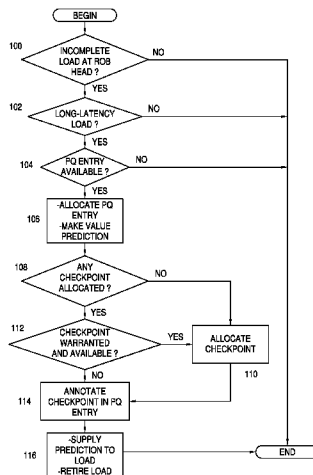 BEGIN
100
INCOMPLETE
LOAD AT ROB
HEAD ?
NO
YES
102
LONG-LATENCY
LOAD ?
NO
YES
104
PQ ENTRY
AVAILABLE ?
NO
YES
106
-ALLOCATE PQ
ENTRY
-MAKE VALUE
PREDICTION
108
ANY
CHECKPOINT
ALLOCATED ?
NO
YES
112
CHECKPOINT
WARRANTED
AND AVAILABLE ?
YES
ALLOCATE
CHECKPOINT
110
NO
114
ANNOTATE
CHECKPOINT IN PQ
ENTRY
116
-SUPPLY
PREDICTION TO
LOAD
-RETIRE LOAD
END